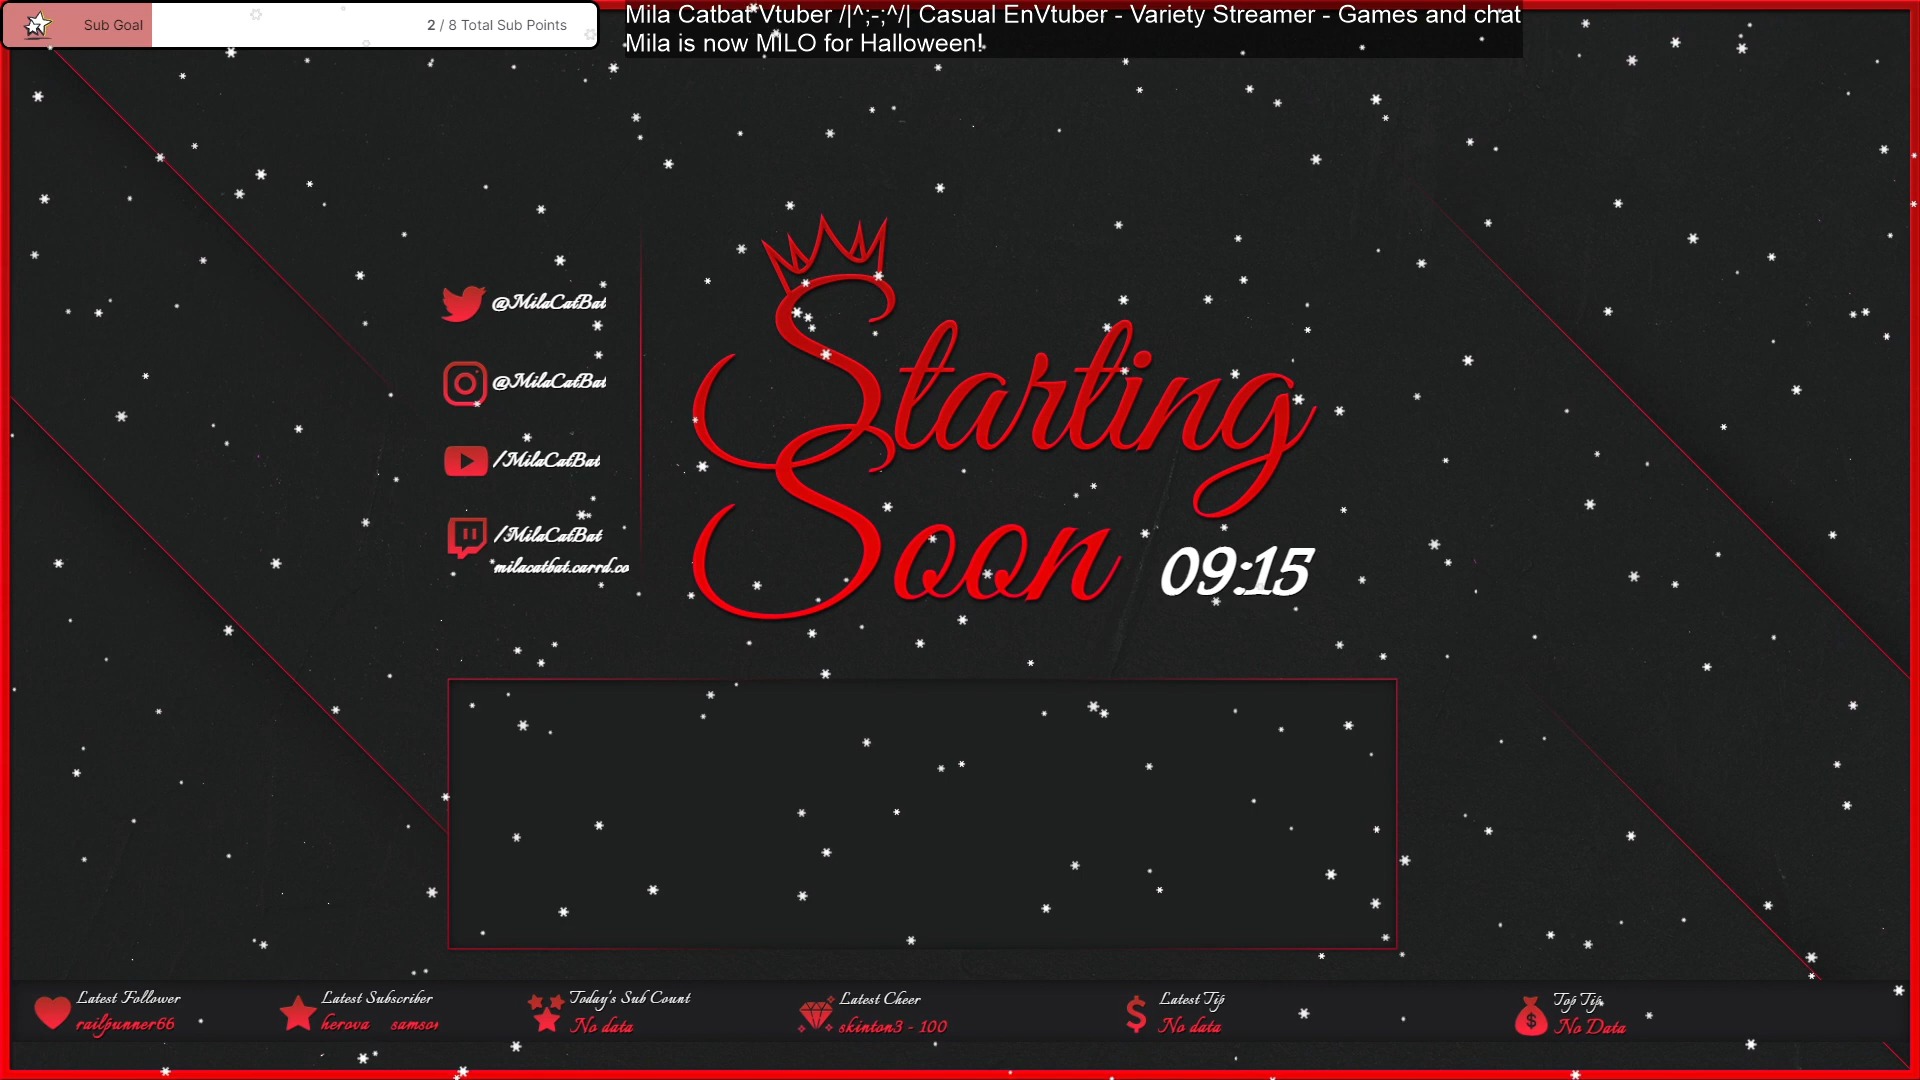 Sub Goal 2 / 8 Total Sub Points
Mila Catbat Vtuber /|^;-;^/| Casual EnVtuber - Variety Streamer - Games and chat
Mila is now MILO for Halloween!
@MilaCatBat
@MilaCatBat
/MilaCatBat
/MilaCatBat
milacatbat.carrd.co
Starting
Soon 09:15
Latest Follower
railgunner66
Latest Subscriber
herova
Today's Sub Count
No data
Latest Cheer
skinton3 - 100
Latest Tip
No data
Top Tip
No Data